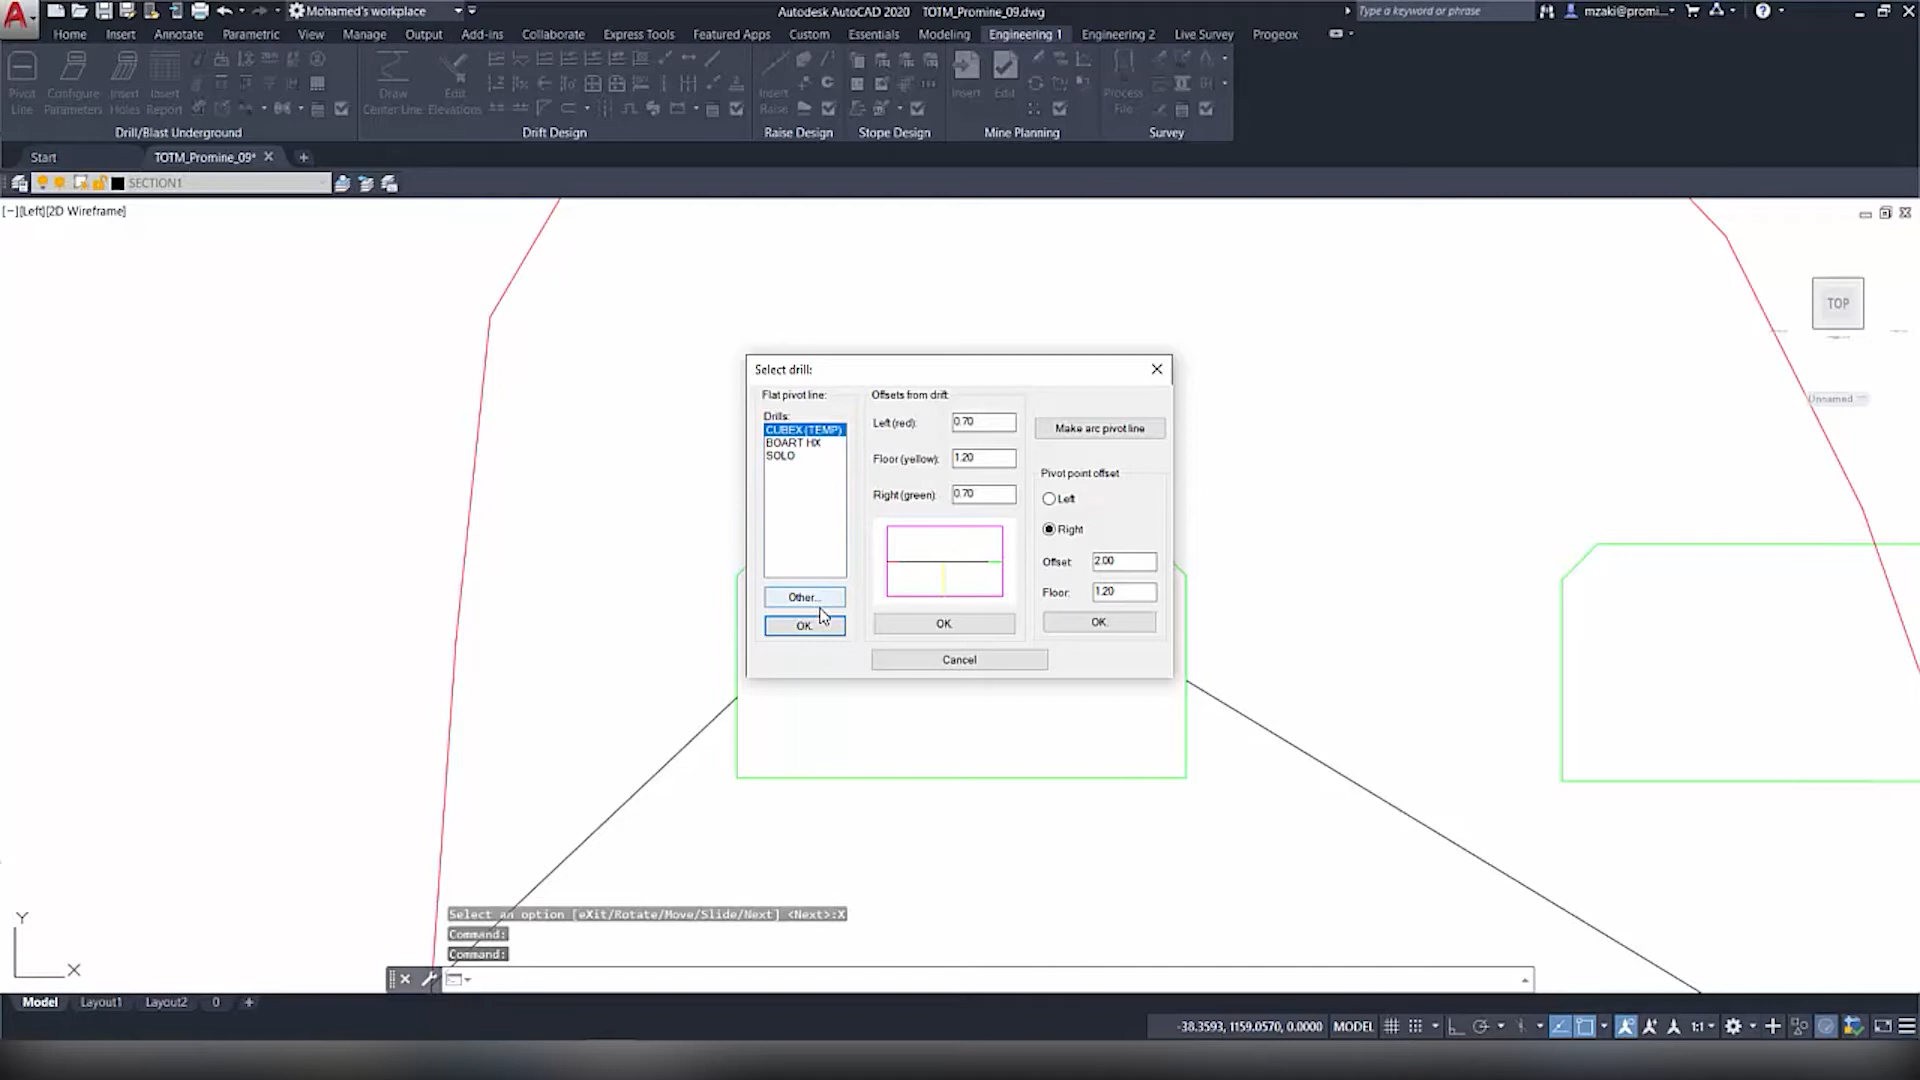 Mohamed's workplace
Autodesk AutoCAD 2020 TOTM_Promine_09.dwg
Type a keyword or phrase
mzaki@promi...
Home Insert Annotate Parametric View Manage Output Add-ins Collaborate Express Tools Featured Apps Custom Essentials Modeling Engineering 1 Engineering 2 Live Survey Progeox
Pivot Line
Configure Parameters
Insert Holes
Insert Report
Draw Center Line
Edit Elevations
Insert Raise
Insert
Edit
Process File
Drill/Blast Underground
Drift Design
Raise Design
Stope Design
Mine Planning
Survey
Start
TOTM_Promine_09*
SECTION1
[−][Left][2D Wireframe]
TOP
Unnamed
Select drill:
Flat pivot line:
Drills:
CUBEX (TEMP)
BOART HX
SOLO
Other...
OK
Offsets from drift
Left (red): 0.70
Floor (yellow): 1.20
Right (green): 0.70
OK
Make arc pivot line
Pivot point offset
Left
Right
Offset: 2.00
Floor: 1.20
OK
Cancel
Select an option [eXit/Rotate/Move/Slide/Next] <Next>:X
Command:
Command:
Y
X
Model Layout1 Layout2 0
-38.3593, 1159.0570, 0.0000 MODEL 1:1